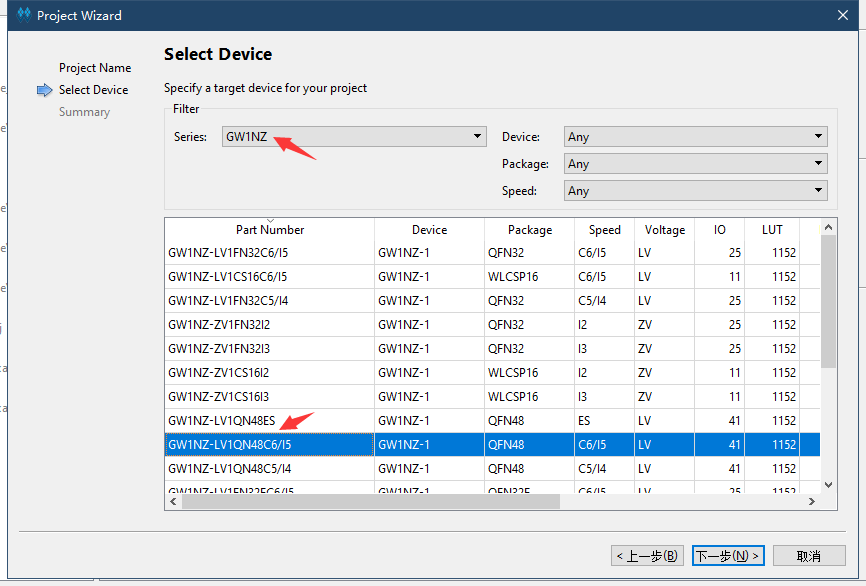 Project Wizard
Project Name
Select Device
Summary
Select Device
Specify a target device for your project
Filter
Series: GW1NZ Device: Any
Package: Any
Speed: Any
Part Number Device Package Speed Voltage IO LUT
GW1NZ-LV1FN32C6/I5 GW1NZ-1 QFN32 C6/I5 LV 25 1152
GW1NZ-LV1CS16C6/I5 GW1NZ-1 WLCSP16 C6/I5 LV 11 1152
GW1NZ-LV1FN32C5/I4 GW1NZ-1 QFN32 C5/I4 LV 25 1152
GW1NZ-ZV1FN32I2 GW1NZ-1 QFN32 I2 ZV 25 1152
GW1NZ-ZV1FN32I3 GW1NZ-1 QFN32 I3 ZV 25 1152
GW1NZ-ZV1CS16I2 GW1NZ-1 WLCSP16 I2 ZV 11 1152
GW1NZ-ZV1CS16I3 GW1NZ-1 WLCSP16 I3 ZV 11 1152
GW1NZ-LV1QN48ES GW1NZ-1 QFN48 ES LV 41 1152
GW1NZ-LV1QN48C6/I5 GW1NZ-1 QFN48 C6/I5 LV 41 1152
GW1NZ-LV1QN48C5/I4 GW1NZ-1 QFN48 C5/I4 LV 41 1152
GW1NZ-LV1FN32FC6/I5 GW1NZ-1 QFN32F C6/I5 LV 25 1152
< 上一步(B) 下一步(N) > 取消